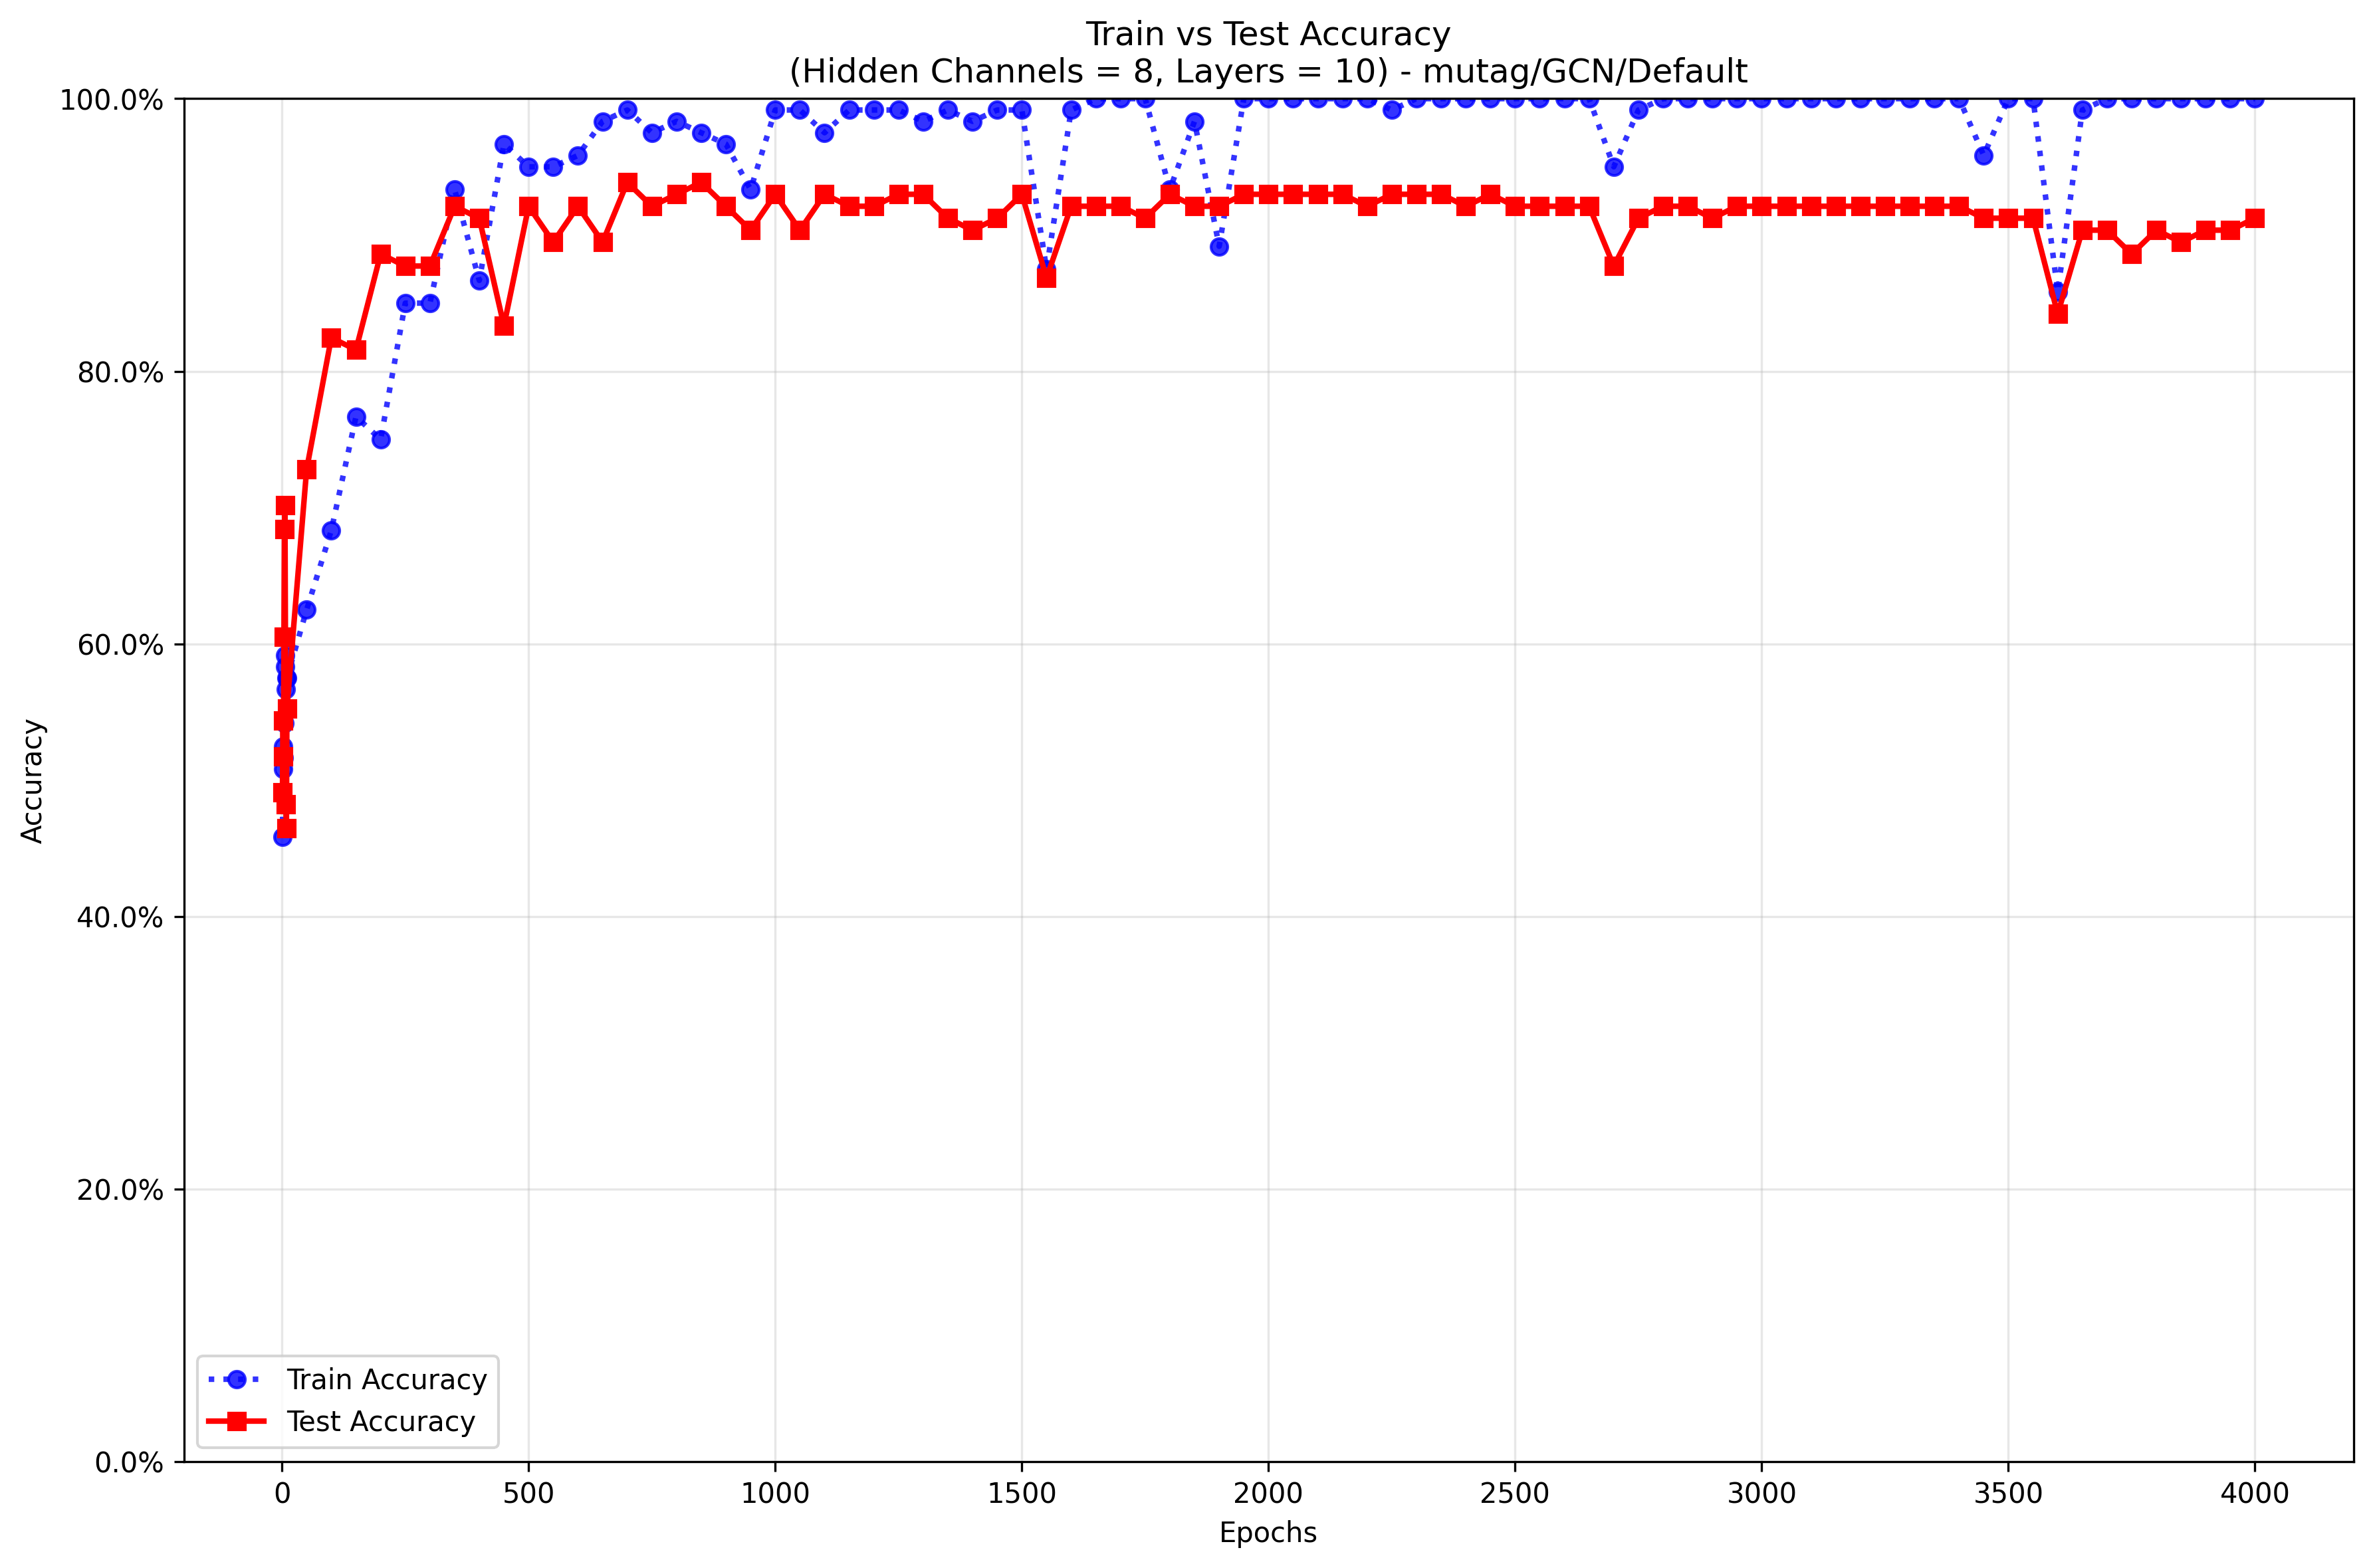 Train vs Test Accuracy
(Hidden Channels = 8, Layers = 10) - mutag/GCN/Default
100.0%
80.0%
60.0%
40.0%
20.0%
0.0%
Accuracy
Train Accuracy
Test Accuracy
0 500 1000 1500 2000 2500 3000 3500 4000
Epochs